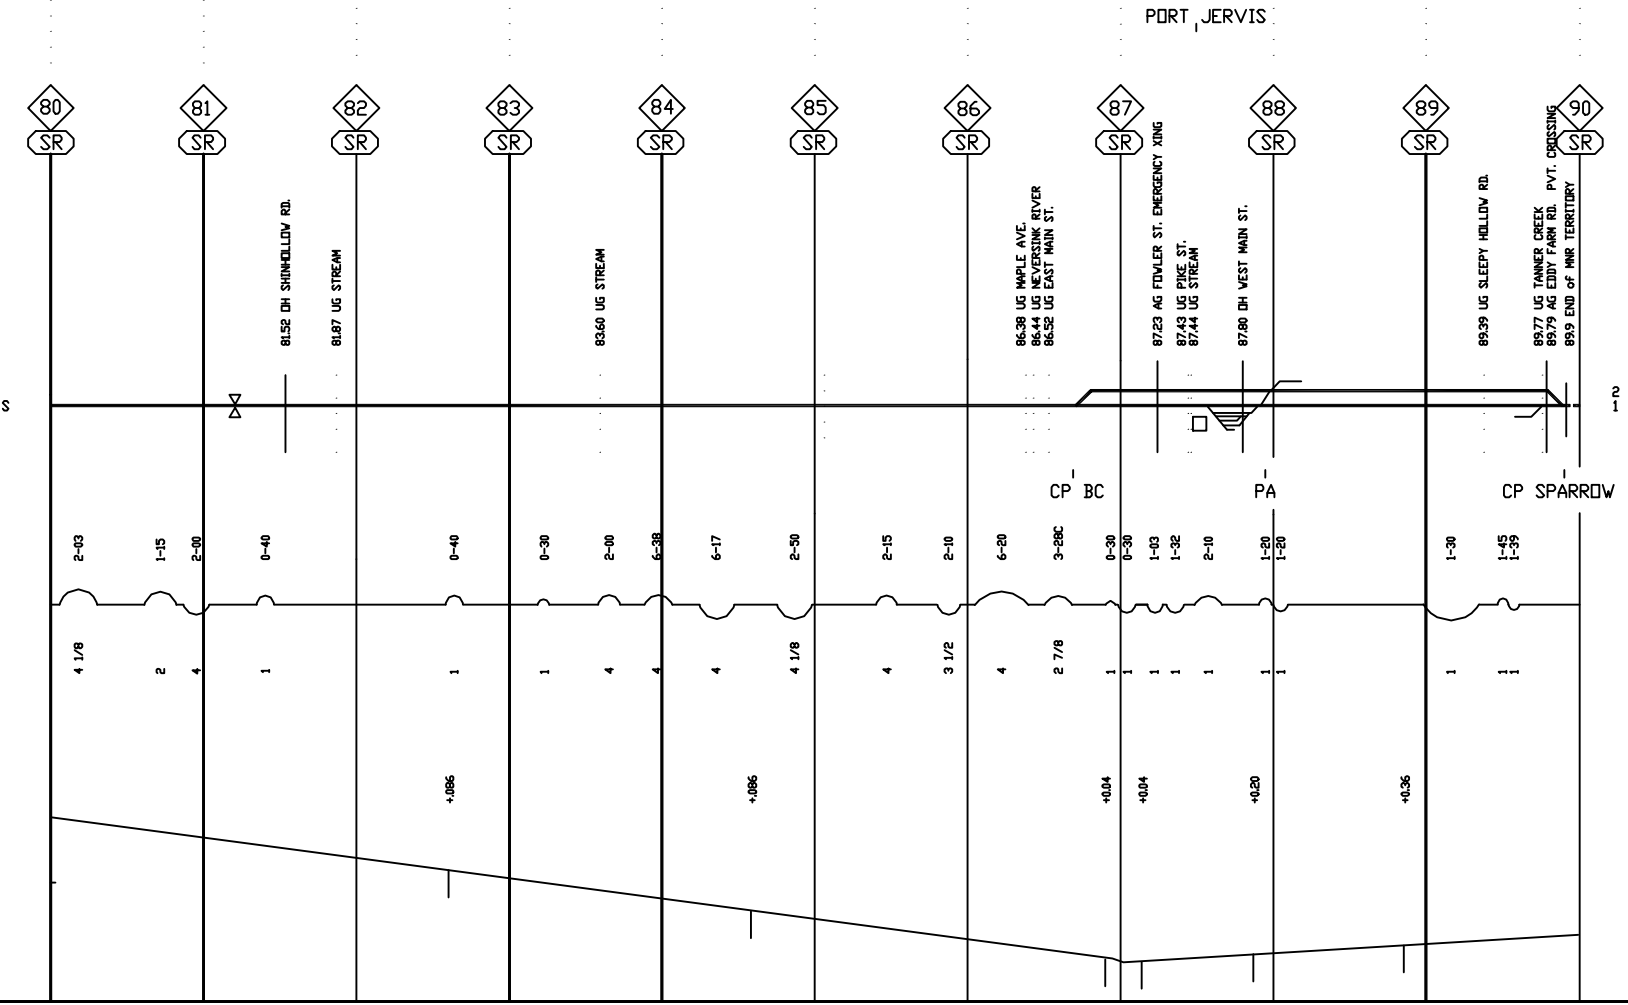 PORT JERVIS
80 81 82 83 84 85 86 87 88 89 90
SR SR SR SR SR SR SR SR SR SR SR
81.52 OH SHINHOLLOW RD.
81.87 UG STREAM
83.60 UG STREAM
86.38 UG MAPLE AVE.
86.44 UG NEVERSINK RIVER
86.52 UG EAST MAIN ST.
87.23 AG FOWLER ST. EMERGENCY XING
87.43 UG PIKE ST.
87.44 UG STREAM
87.80 OH WEST MAIN ST.
89.39 UG SLEEPY HOLLOW RD.
89.77 UG TANNER CREEK
89.79 AG EDDY FARM RD. PVT. CROSSING
89.9 END of MNR TERRITORY
S
2
1
CP BC PA CP SPARROW
2-03 1-15 2-00 0-40 0-40 0-30 2-00 6-38 6-17 2-50 2-15 2-10 6-20 3-28C 0-30 0-30 1-03 1-32 2-10 1-20 1-20 1-30 1-45 1-39
4 1/8 2 4 1 1 1 4 4 4 4 1/8 4 3 1/2 4 2 7/8 1 1 1 1 1 1 1 1 1 1
+.086 +.086 +0.04 +0.04 +0.20 +0.36